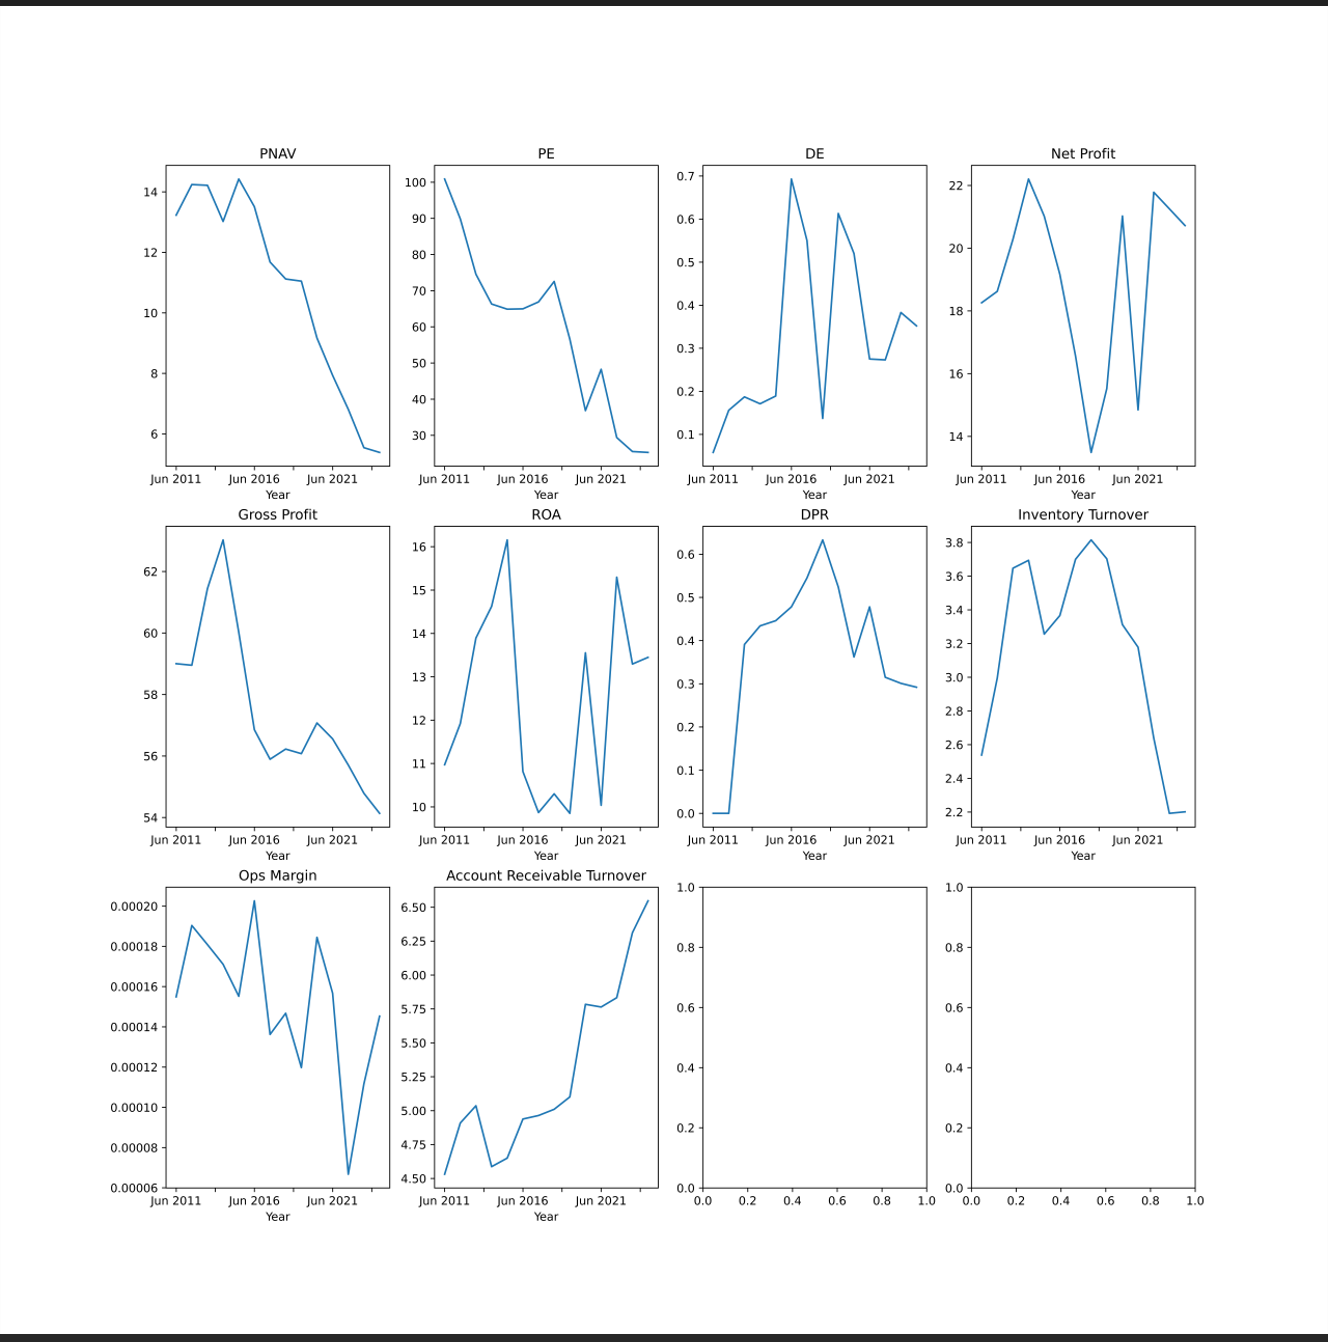 PNAV
PE
DE
Net Profit
14
12
10
8
6
Jun 2011
Jun 2016
Jun 2021
Year
100
90
80
70
60
50
40
30
Jun 2011
Jun 2016
Jun 2021
Year
0.7
0.6
0.5
0.4
0.3
0.2
0.1
Jun 2011
Jun 2016
Jun 2021
Year
22
20
18
16
14
Jun 2011
Jun 2016
Jun 2021
Year
Gross Profit
ROA
DPR
Inventory Turnover
62
60
58
56
54
Jun 2011
Jun 2016
Jun 2021
Year
16
15
14
13
12
11
10
Jun 2011
Jun 2016
Jun 2021
Year
0.6
0.5
0.4
0.3
0.2
0.1
0.0
Jun 2011
Jun 2016
Jun 2021
Year
3.8
3.6
3.4
3.2
3.0
2.8
2.6
2.4
2.2
Jun 2011
Jun 2016
Jun 2021
Year
Ops Margin
Account Receivable Turnover
0.00020
0.00018
0.00016
0.00014
0.00012
0.00010
0.00008
0.00006
Jun 2011
Jun 2016
Jun 2021
Year
6.50
6.25
6.00
5.75
5.50
5.25
5.00
4.75
4.50
Jun 2011
Jun 2016
Jun 2021
Year
1.0
0.8
0.6
0.4
0.2
0.0
0.0
0.2
0.4
0.6
0.8
1.0
1.0
0.8
0.6
0.4
0.2
0.0
0.0
0.2
0.4
0.6
0.8
1.0